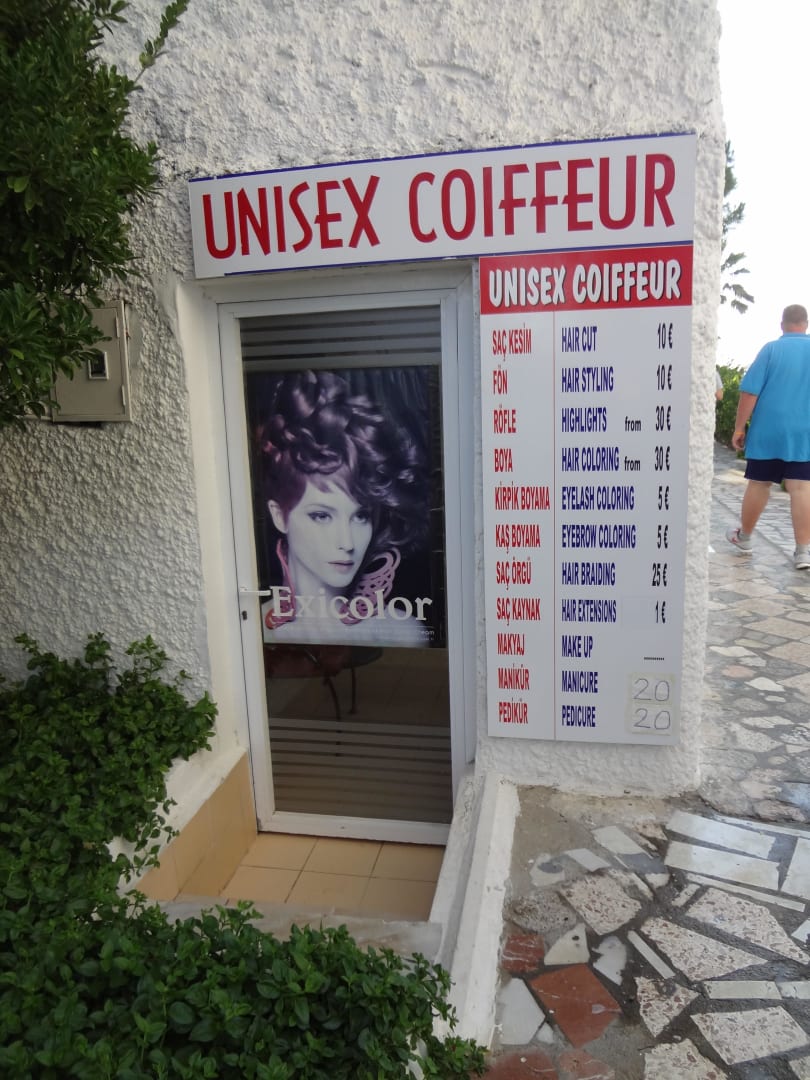 UNISEX COIFFEUR
UNISEX COIFFEUR
SAÇ KESİM HAIR CUT 10 €
FÖN HAIR STYLING 10 €
RÖFLE HIGHLIGHTS from 30 €
BOYA HAIR COLORING from 30 €
KİRPİK BOYAMA EYELASH COLORING 5 €
KAŞ BOYAMA EYEBROW COLORING 5 €
SAÇ ÖRGÜ HAIR BRAIDING 25 €
SAÇ KAYNAK HAIR EXTENSIONS 1 €
MAKYAJ MAKE UP ........
MANİKÜR MANICURE 20
PEDİKÜR PEDICURE 20
Exicolor